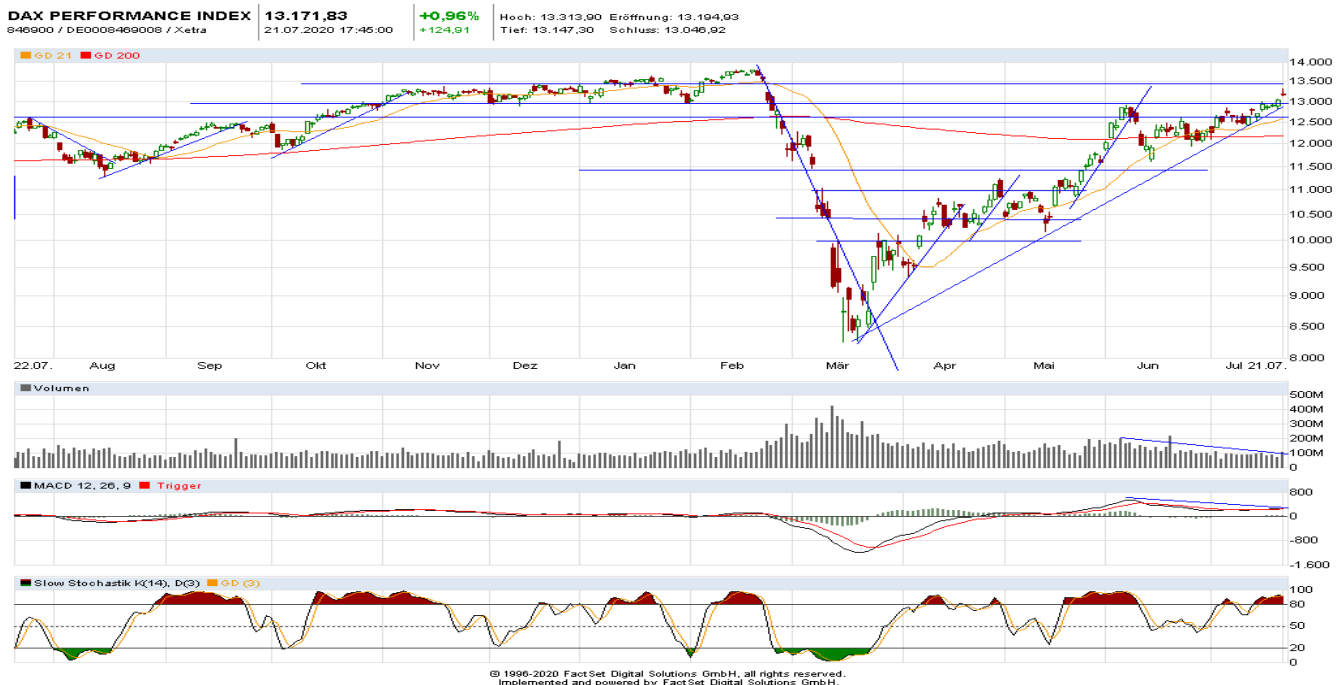 DAX PERFORMANCE INDEX 13.171,83 +0,96% Hoch: 13.313,90 Eröffnung: 13.194,93
846900 / DE0008469008 / Xetra 21.07.2020 17:45:00 +124,91 Tief: 13.147,30 Schluss: 13.046,92
GD 21 GD 200
14.000
13.500
13.000
12.500
12.000
11.500
11.000
10.500
10.000
9.500
9.000
8.500
8.000
22.07. Aug Sep Okt Nov Dez Jan Feb Mär Apr Mai Jun Jul 21.07.
Volumen
500M
400M
300M
200M
100M
0
MACD 12, 26, 9 Trigger
800
0
-800
-1.600
Slow Stochastik K(14), D(3) GD (3)
100
80
50
20
0
© 1996-2020 FactSet Digital Solutions GmbH, all rights reserved.
Implemented and powered by FactSet Digital Solutions GmbH.